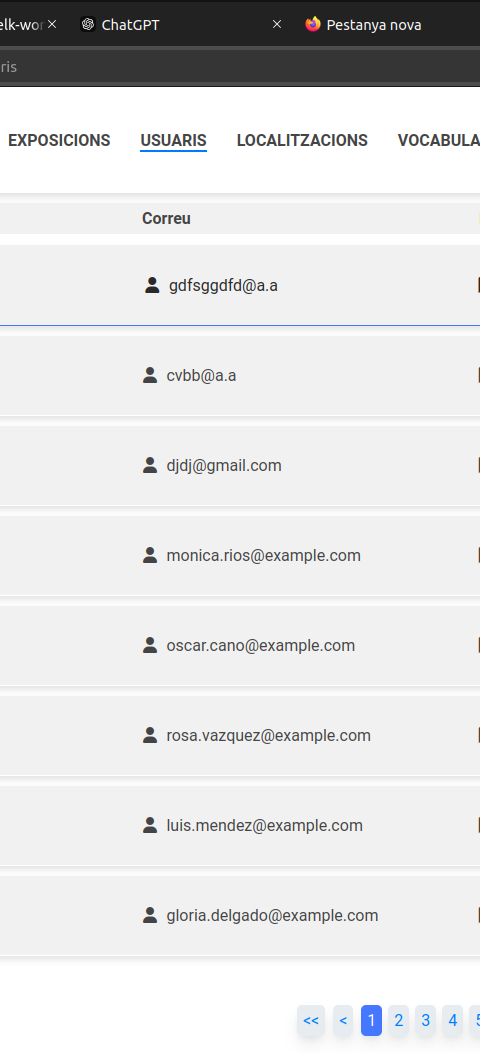 elk-wor ChatGPT Pestanya nova
ris
EXPOSICIONS USUARIS LOCALITZACIONS VOCABULA
Correu
gdfsggdfd@a.a
cvbb@a.a
djdj@gmail.com
monica.rios@example.com
oscar.cano@example.com
rosa.vazquez@example.com
luis.mendez@example.com
gloria.delgado@example.com
<< < 1 2 3 4 5